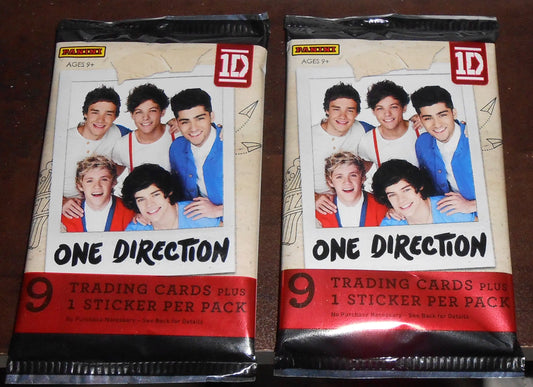 PANINI
AGES 9+
1D
ONE DIRECTION
9 TRADING CARDS PLUS
1 STICKER PER PACK
No Purchase Necessary - See Back for Details
PANINI
AGES 9+
1D
ONE DIRECTION
9 TRADING CARDS PLUS
1 STICKER PER PACK
No Purchase Necessary - See Back for Details